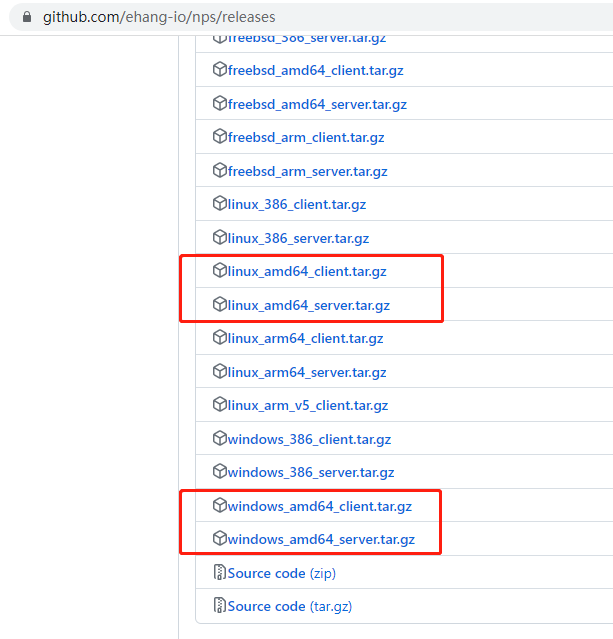 github.com/ehang-io/nps/releases
freebsd_386_server.tar.gz
freebsd_amd64_client.tar.gz
freebsd_amd64_server.tar.gz
freebsd_arm_client.tar.gz
freebsd_arm_server.tar.gz
linux_386_client.tar.gz
linux_386_server.tar.gz
linux_amd64_client.tar.gz
linux_amd64_server.tar.gz
linux_arm64_client.tar.gz
linux_arm64_server.tar.gz
linux_arm_v5_client.tar.gz
windows_386_client.tar.gz
windows_386_server.tar.gz
windows_amd64_client.tar.gz
windows_amd64_server.tar.gz
Source code (zip)
Source code (tar.gz)